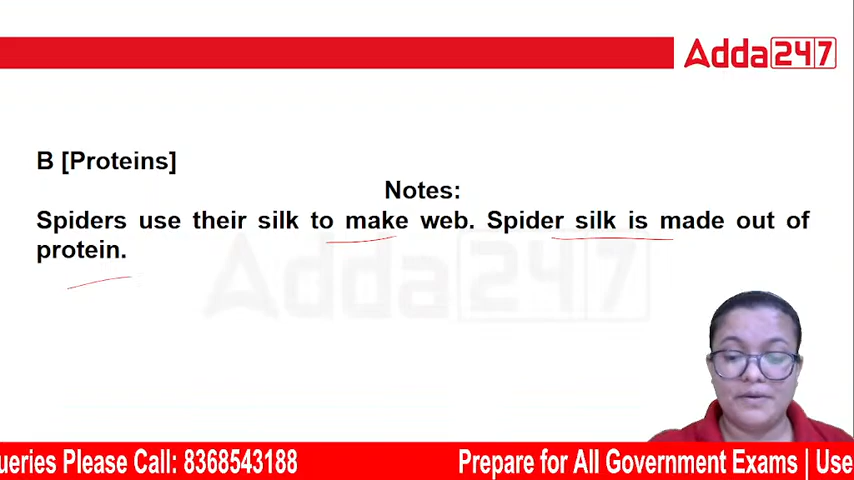 Adda247
B [Proteins]
Notes:
Spiders use their silk to make web. Spider silk is made out of
protein.
Adda247
ueries Please Call: 8368543188 Prepare for All Government Exams | Use